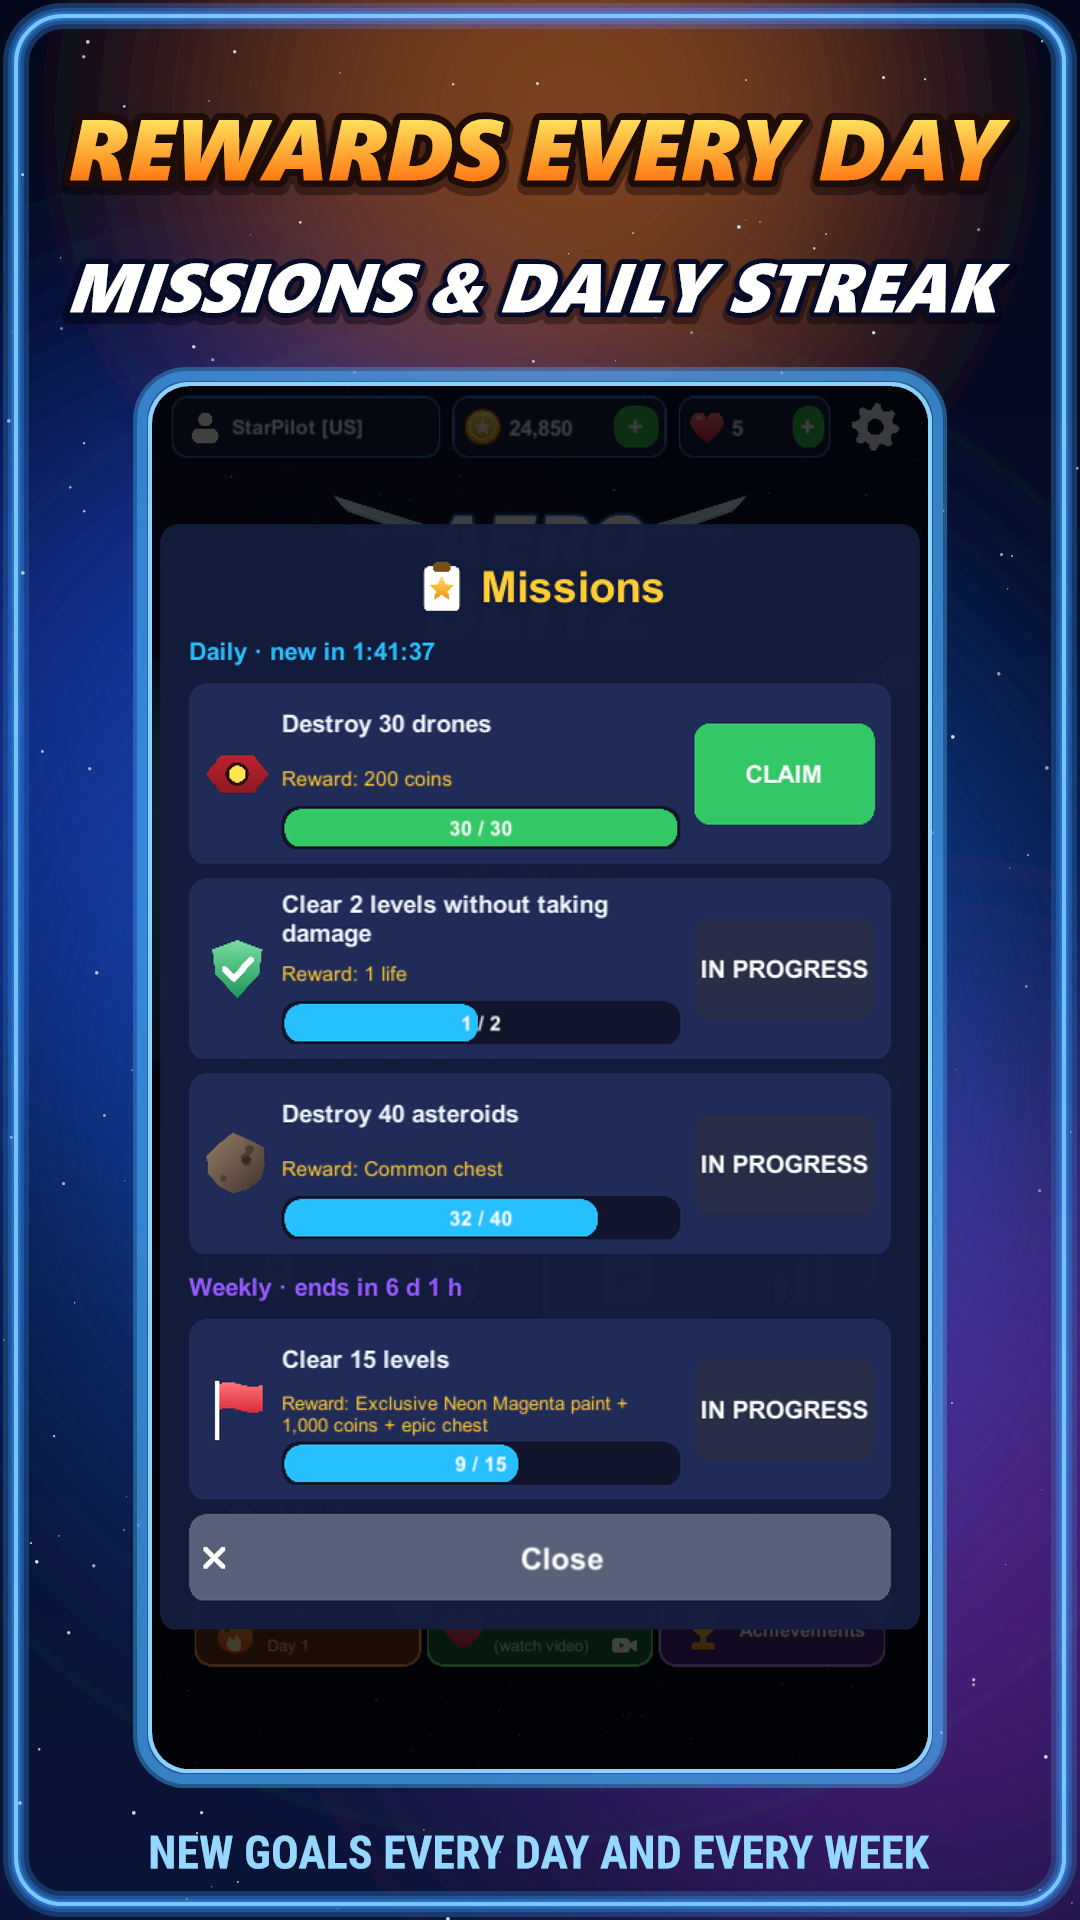 REWARDS EVERY DAY
MISSIONS & DAILY STREAK
StarPilot [US]
24,850
+
5
+
AERO
Missions
Daily · new in 1:41:37
Destroy 30 drones
Reward: 200 coins
30 / 30
CLAIM
Clear 2 levels without taking
damage
Reward: 1 life
1 / 2
IN PROGRESS
Destroy 40 asteroids
Reward: Common chest
32 / 40
IN PROGRESS
Weekly · ends in 6 d 1 h
Clear 15 levels
Reward: Exclusive Neon Magenta paint +
1,000 coins + epic chest
9 / 15
IN PROGRESS
Close
Day 1
(watch video)
Achievements
NEW GOALS EVERY DAY AND EVERY WEEK